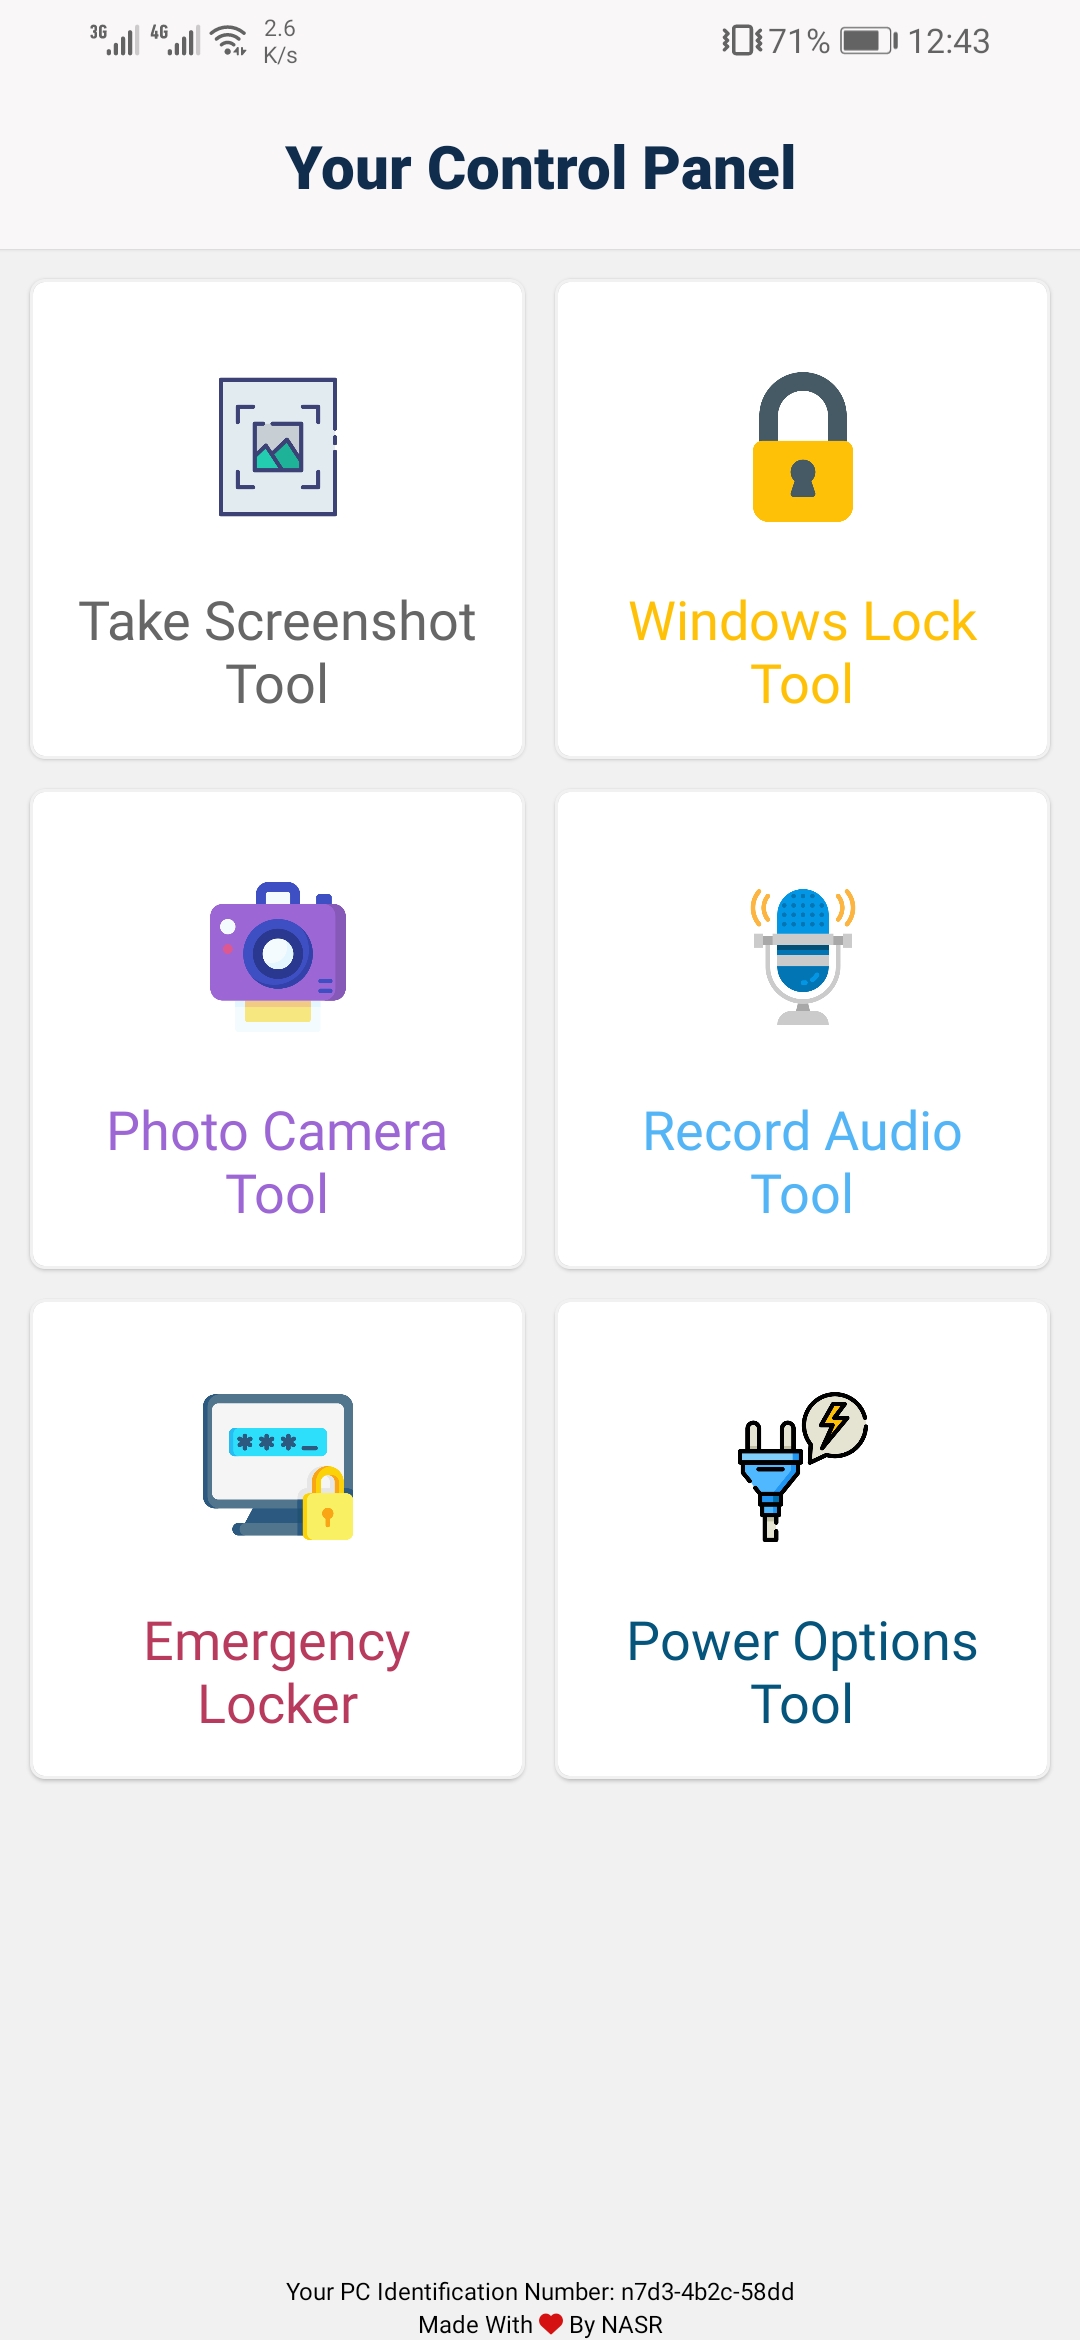 3G 4G 2.6 K/s 71% 12:43
Your Control Panel
Take Screenshot
Tool
Windows Lock
Tool
Photo Camera
Tool
Record Audio
Tool
***_
Emergency
Locker
Power Options
Tool
Your PC Identification Number: n7d3-4b2c-58dd
Made With ❤ By NASR